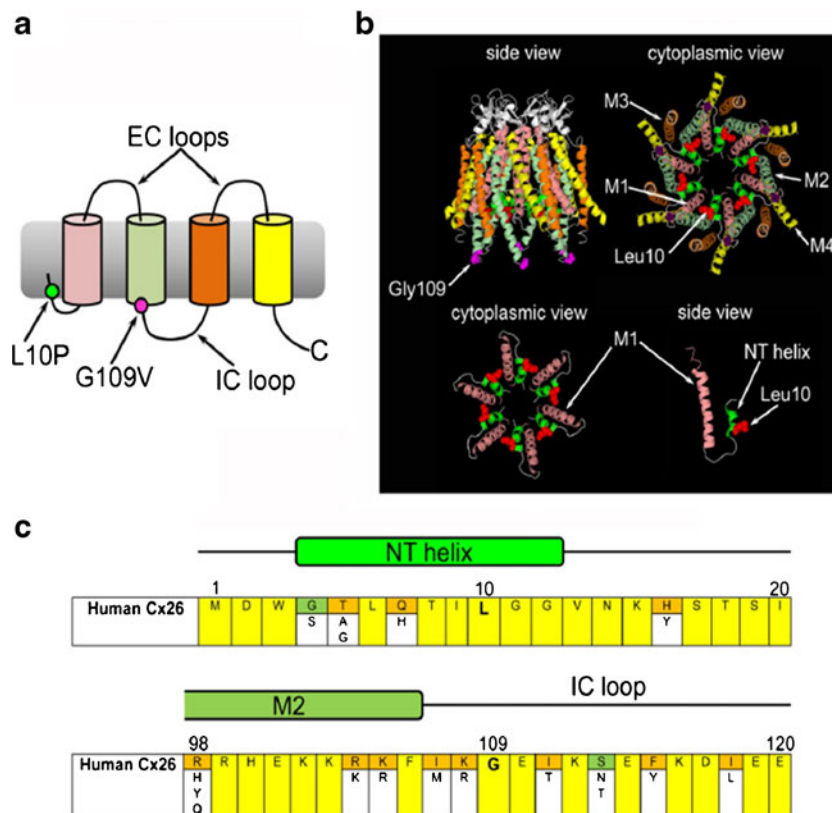 a
EC loops
L10P
G109V
IC loop
C
b
side view
cytoplasmic view
M3
M2
M1
Leu10
M4
Gly109
cytoplasmic view
side view
M1
NT helix
Leu10
c
NT helix
1 10 20
Human Cx26 M D W G T L Q T I L G G V N K H S T S I
S A H Y
G
M2 IC loop
98 109 120
Human Cx26 R R H E K K R K F I K G E I K S E F K D I E E
H K R M R T N Y L
Y T
Q